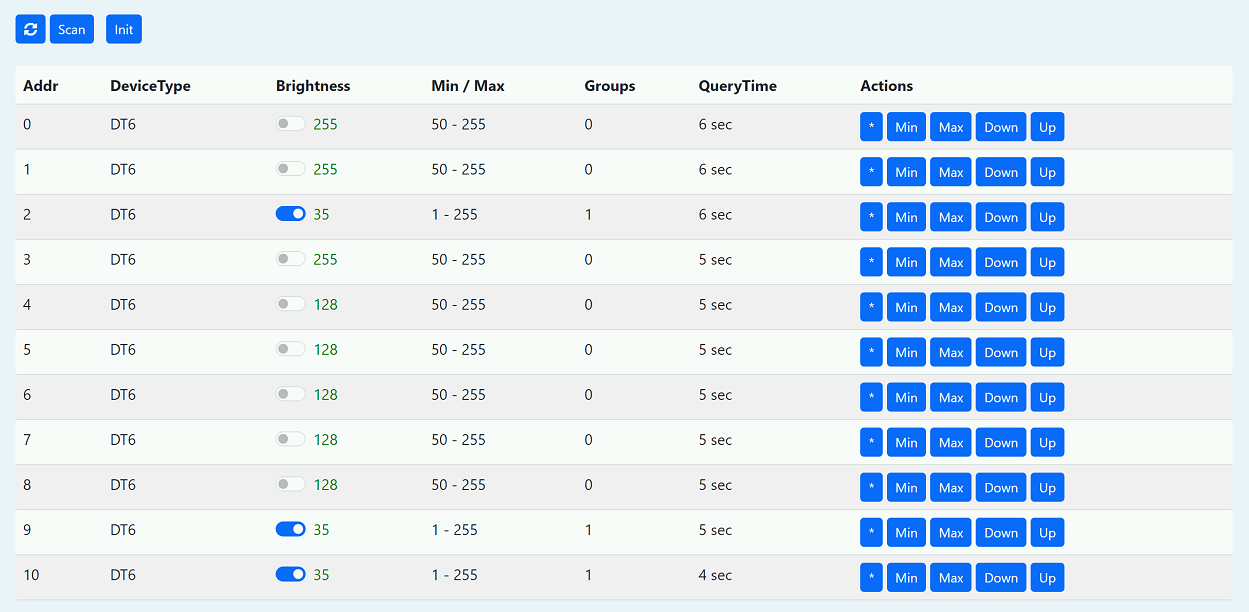 Scan Init
Addr DeviceType Brightness Min / Max Groups QueryTime Actions
0 DT6 255 50 - 255 0 6 sec * Min Max Down Up
1 DT6 255 50 - 255 0 6 sec * Min Max Down Up
2 DT6 35 1 - 255 1 6 sec * Min Max Down Up
3 DT6 255 50 - 255 0 5 sec * Min Max Down Up
4 DT6 128 50 - 255 0 5 sec * Min Max Down Up
5 DT6 128 50 - 255 0 5 sec * Min Max Down Up
6 DT6 128 50 - 255 0 5 sec * Min Max Down Up
7 DT6 128 50 - 255 0 5 sec * Min Max Down Up
8 DT6 128 50 - 255 0 5 sec * Min Max Down Up
9 DT6 35 1 - 255 1 5 sec * Min Max Down Up
10 DT6 35 1 - 255 1 4 sec * Min Max Down Up